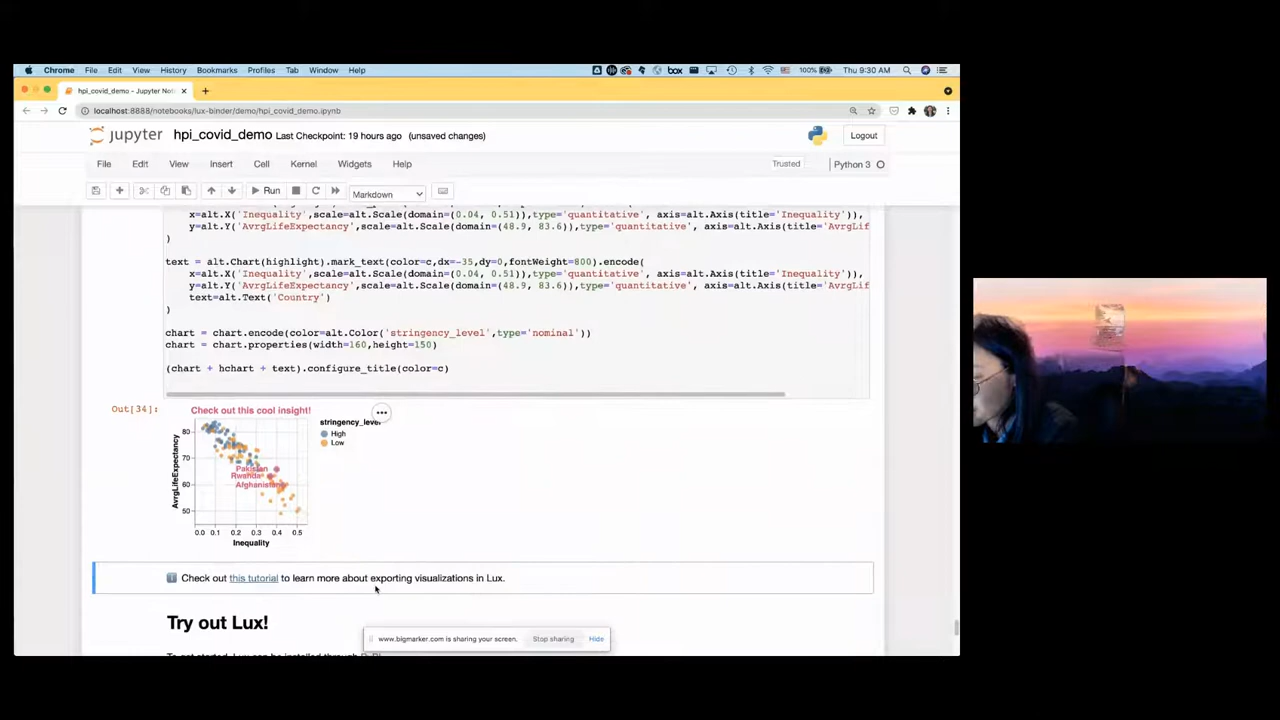 Chrome File Edit View History Bookmarks Profiles Tab Window Help box 100% Thu 9:30 AM
hpi_covid_demo - Jupyter Not
localhost:8888/notebooks/lux-binder/demo/hpi_covid_demo.ipynb
jupyter hpi_covid_demo Last Checkpoint: 19 hours ago (unsaved changes) Logout
File Edit View Insert Cell Kernel Widgets Help Trusted Python 3
Run Markdown
x=alt.X('Inequality',scale=alt.Scale(domain=(0.04, 0.51)),type='quantitative', axis=alt.Axis(title='Inequality')),
y=alt.Y('AvrgLifeExpectancy',scale=alt.Scale(domain=(48.9, 83.6)),type='quantitative', axis=alt.Axis(title='AvrgLif
)
text = alt.Chart(highlight).mark_text(color=c,dx=-35,dy=0,fontWeight=800).encode(
x=alt.X('Inequality',scale=alt.Scale(domain=(0.04, 0.51)),type='quantitative', axis=alt.Axis(title='Inequality')),
y=alt.Y('AvrgLifeExpectancy',scale=alt.Scale(domain=(48.9, 83.6)),type='quantitative', axis=alt.Axis(title='AvrgLif
text=alt.Text('Country')
)
chart = chart.encode(color=alt.Color('stringency_level',type='nominal'))
chart = chart.properties(width=160,height=150)
(chart + hchart + text).configure_title(color=c)
Out[34]:
Check out this cool insight!
stringency_level
High
Low
80
70
60
50
AvrgLifeExpectancy
Pakistan
Rwanda
Afghanistan
0.0 0.1 0.2 0.3 0.4 0.5
Inequality
Check out this tutorial to learn more about exporting visualizations in Lux.
Try out Lux!
www.bigmarker.com is sharing your screen. Stop sharing Hide
To get started, Lux can be installed through PyPI